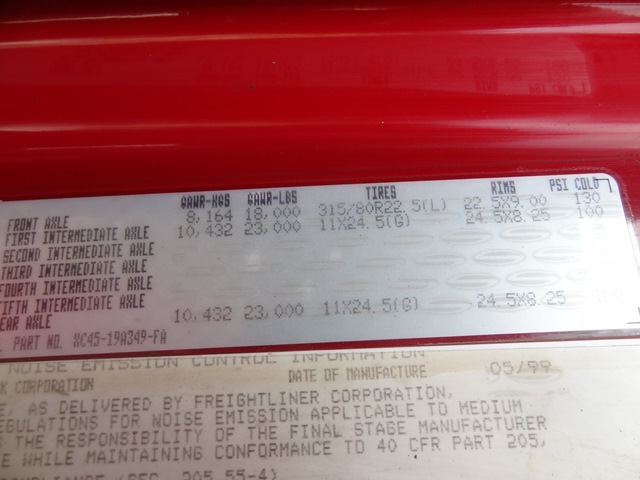 GAWR-KGS GAWR-LBS TIRES RIMS PSI COLD
FRONT AXLE 8,164 18,000 315/80R22.5(L) 22.5X9.00 130
FIRST INTERMEDIATE AXLE 10,432 23,000 11X24.5(G) 24.5X8.25 100
SECOND INTERMEDIATE AXLE
THIRD INTERMEDIATE AXLE
FOURTH INTERMEDIATE AXLE
FIFTH INTERMEDIATE AXLE
EAR AXLE 10,432 23,000 11X24.5(G) 24.5X8.25
PART NO. XC45-19A349-FA
NOISE EMISSION CONTROL INFORMATION
K CORPORATION DATE OF MANUFACTURE 05/99
E, AS DELIVERED BY FREIGHTLINER CORPORATION,
GULATIONS FOR NOISE EMISSION APPLICABLE TO MEDIUM
THE RESPONSIBILITY OF THE FINAL STAGE MANUFACTURER
E WHILE MAINTAINING CONFORMANCE TO 40 CFR PART 205,
(SEC. 205.55-4)